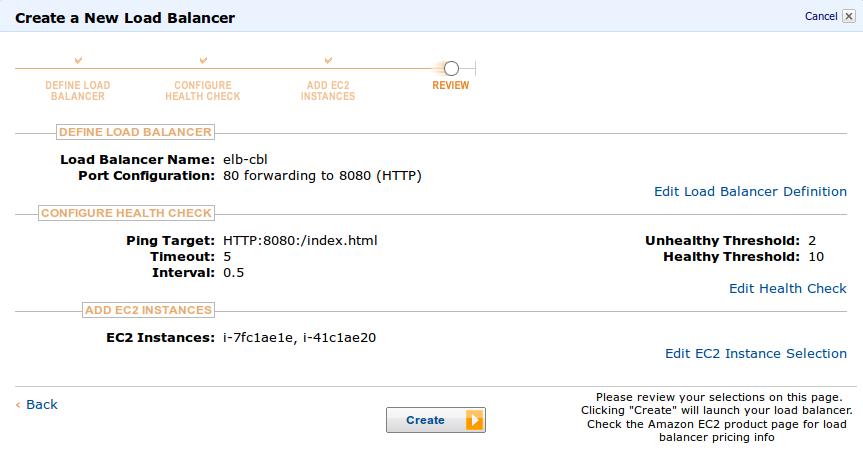 Create a New Load Balancer
Cancel
DEFINE LOAD
BALANCER
CONFIGURE
HEALTH CHECK
ADD EC2
INSTANCES
REVIEW
DEFINE LOAD BALANCER
Load Balancer Name: elb-cbl
Port Configuration: 80 forwarding to 8080 (HTTP)
Edit Load Balancer Definition
CONFIGURE HEALTH CHECK
Ping Target: HTTP:8080:/index.html
Unhealthy Threshold: 2
Timeout: 5
Healthy Threshold: 10
Interval: 0.5
Edit Health Check
ADD EC2 INSTANCES
EC2 Instances: i-7fc1ae1e, i-41c1ae20
Edit EC2 Instance Selection
‹ Back
Create
Please review your selections on this page.
Clicking "Create" will launch your load balancer.
Check the Amazon EC2 product page for load
balancer pricing info